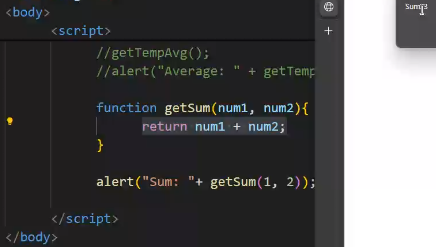 <body>
<script>
//getTempAvg();
//alert("Average: " + getTemp
function getSum(num1, num2){
return num1 + num2;
}
alert("Sum: "+ getSum(1, 2));
</script>
</body>